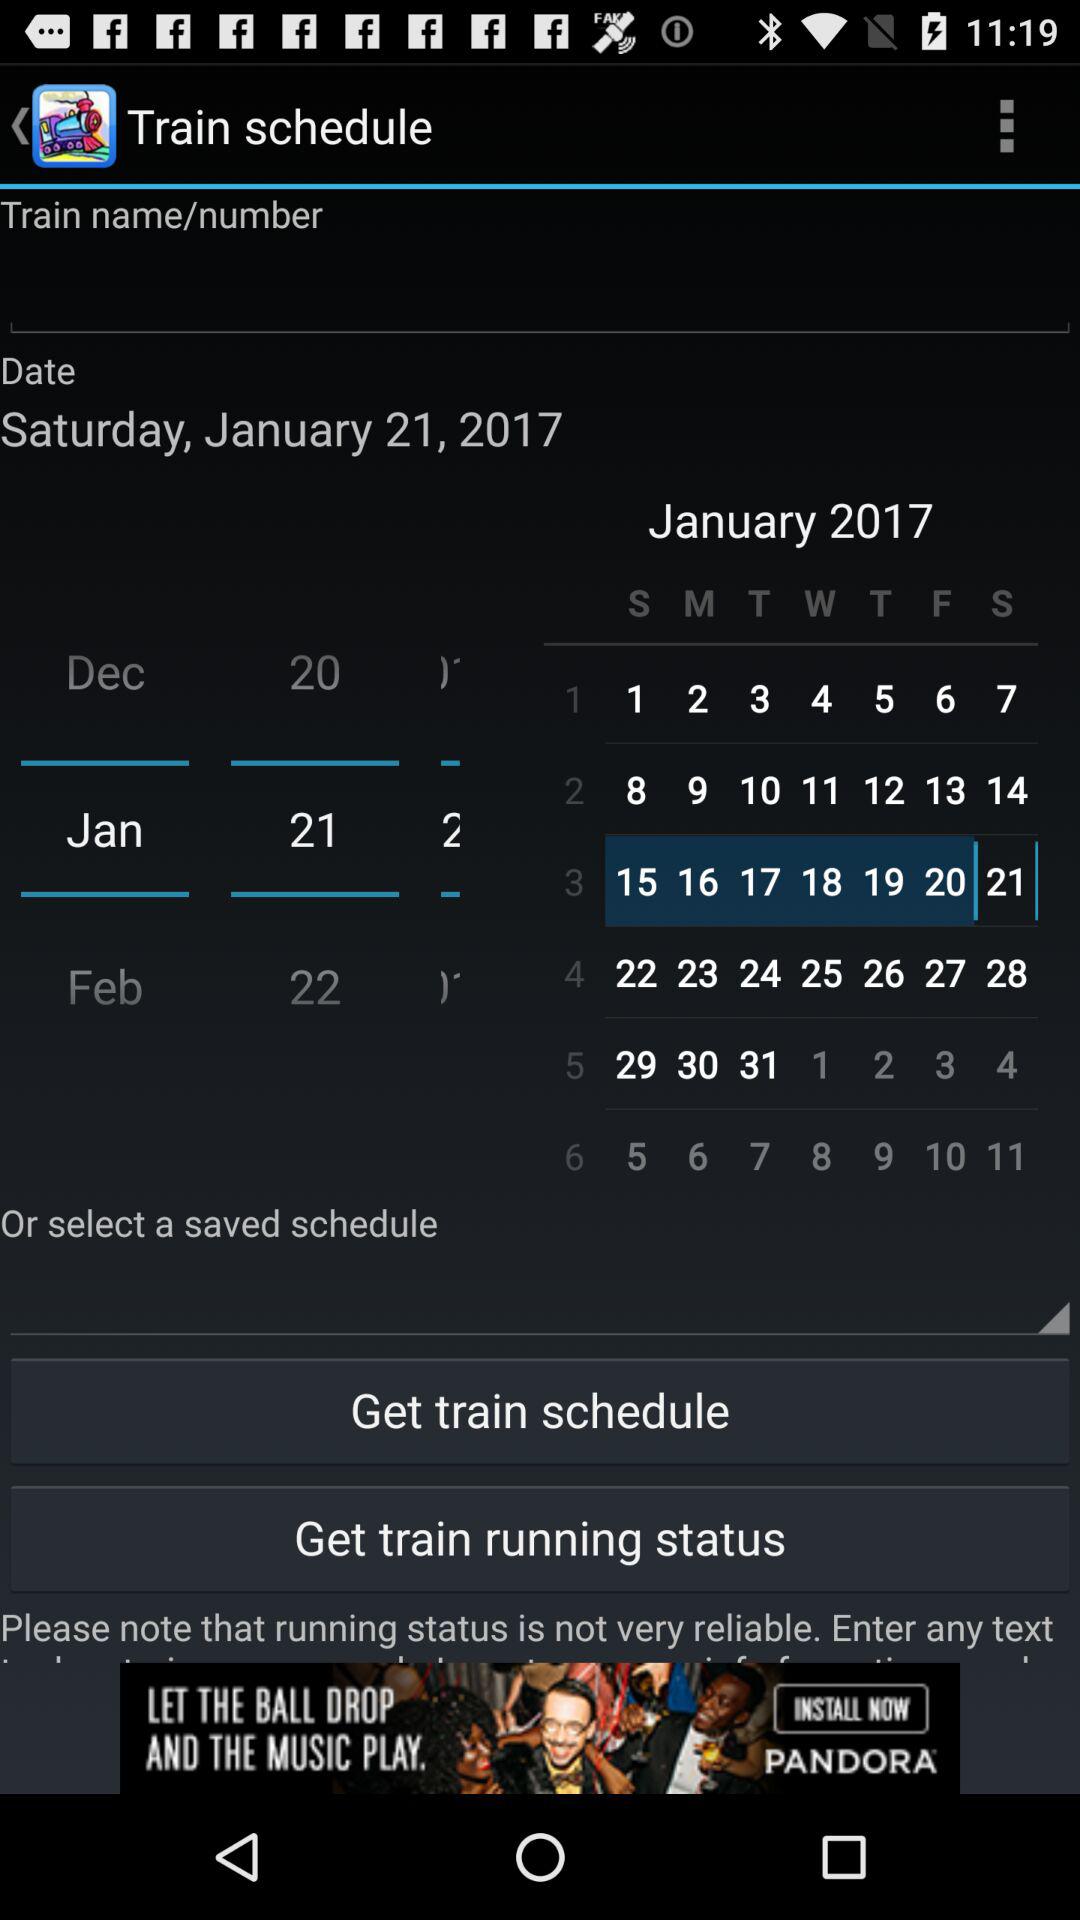 FAK
11:19
Train schedule
Train name/number
Date
Saturday, January 21, 2017
January 2017
S M T W T F S
Dec 20
1 1 2 3 4 5 6 7
2 8 9 10 11 12 13 14
Jan 21 2
3 15 16 17 18 19 20 21
Feb 22
4 22 23 24 25 26 27 28
5 29 30 31 1 2 3 4
6 5 6 7 8 9 10 11
Or select a saved schedule
Get train schedule
Get train running status
Please note that running status is not very reliable. Enter any text
LET THE BALL DROP
AND THE MUSIC PLAY.
INSTALL NOW
PANDORA